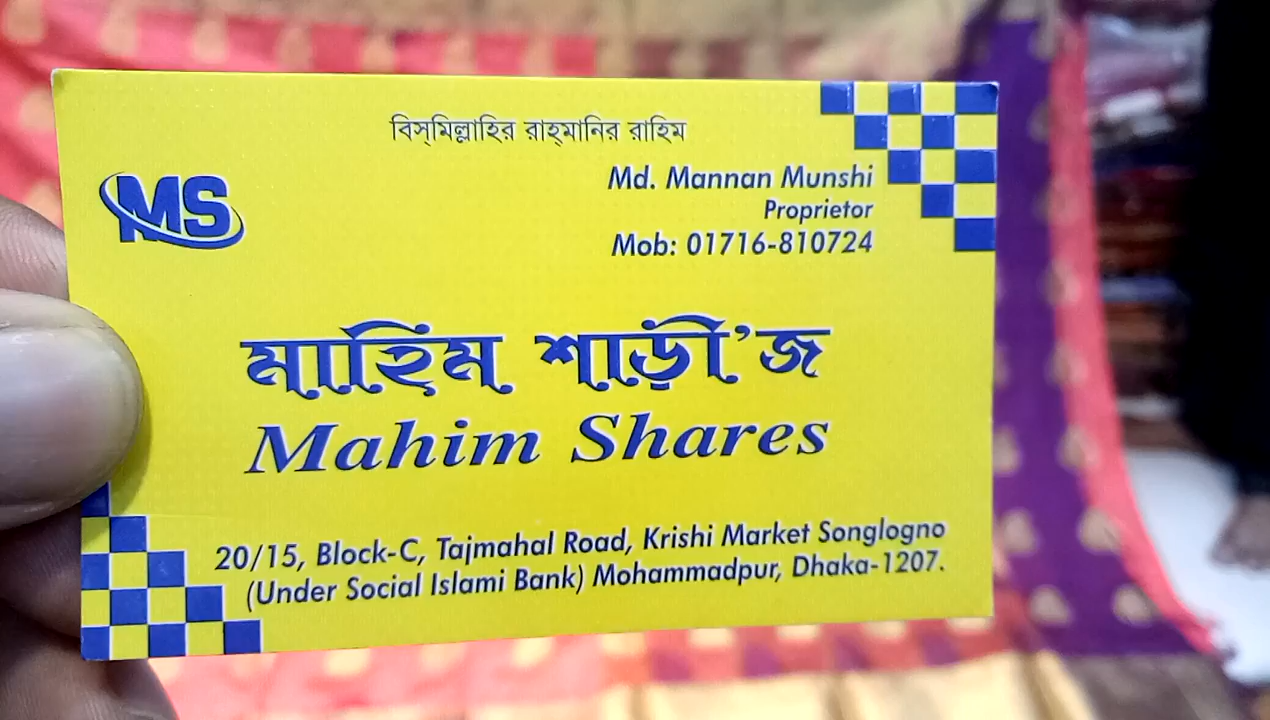 বিস্‌মিল্লাহির রাহ্‌মানির রাহিম
MS
Md. Mannan Munshi
Proprietor
Mob: 01716-810724
মাহিম শাড়ী'জ
Mahim Shares
20/15, Block-C, Tajmahal Road, Krishi Market Songlogno
(Under Social Islami Bank) Mohammadpur, Dhaka-1207.